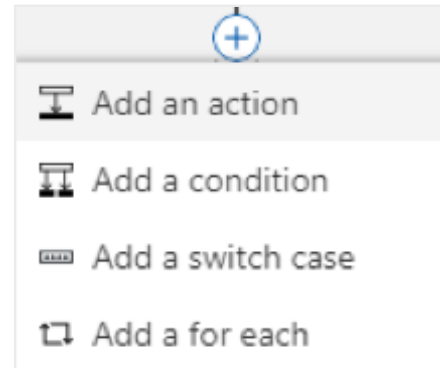 Add an action
Add a condition
Add a switch case
Add a for each